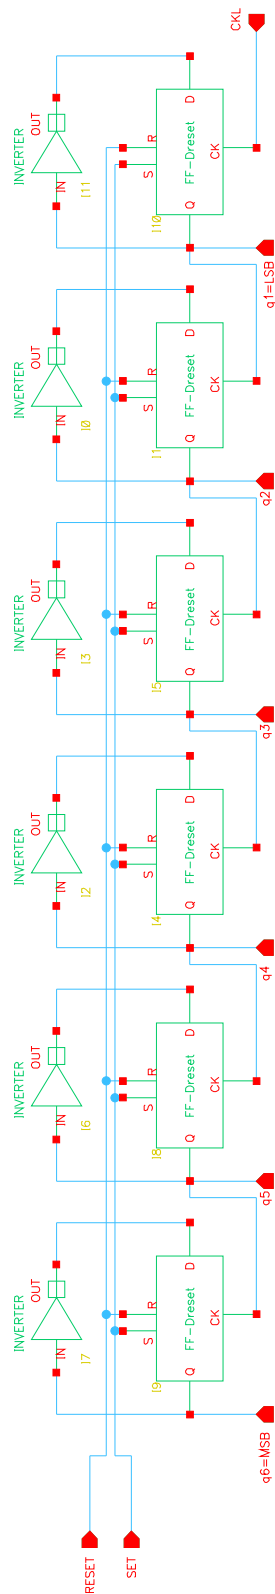 RESET
SET
INVERTER
OUT
IN
I7
R
S
I9
FF-Dreset
Q
D
CK
q6=MSB
INVERTER
OUT
IN
I6
R
S
I8
FF-Dreset
Q
D
CK
q5
INVERTER
OUT
IN
I2
R
S
I4
FF-Dreset
Q
D
CK
q4
INVERTER
OUT
IN
I3
R
S
I5
FF-Dreset
Q
D
CK
q3
INVERTER
OUT
IN
I0
R
S
I1
FF-Dreset
Q
D
CK
q2
INVERTER
OUT
IN
I11
R
S
I10
FF-Dreset
Q
D
CK
q1=LSB
CKL